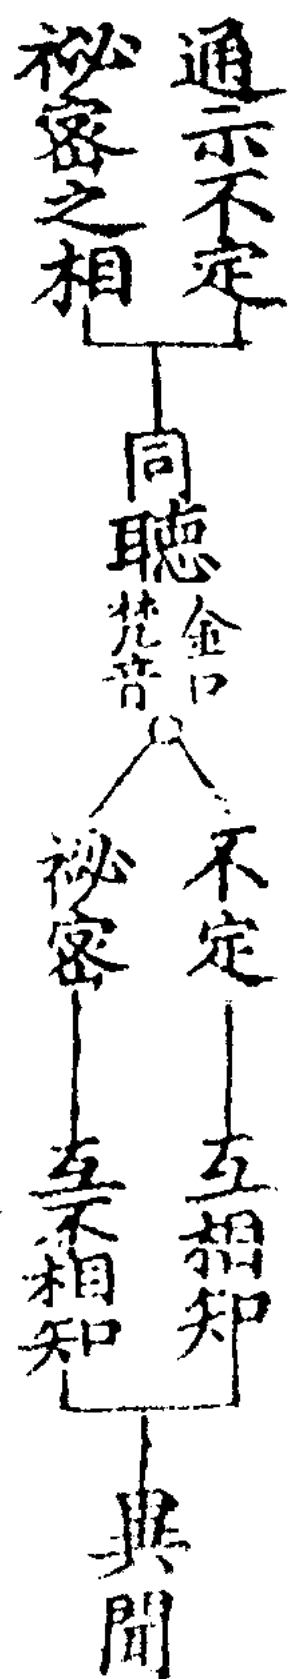 通示不定
祕密之相
同聴
金口
梵音
不定
祕密
互相知
互不相知
異聞